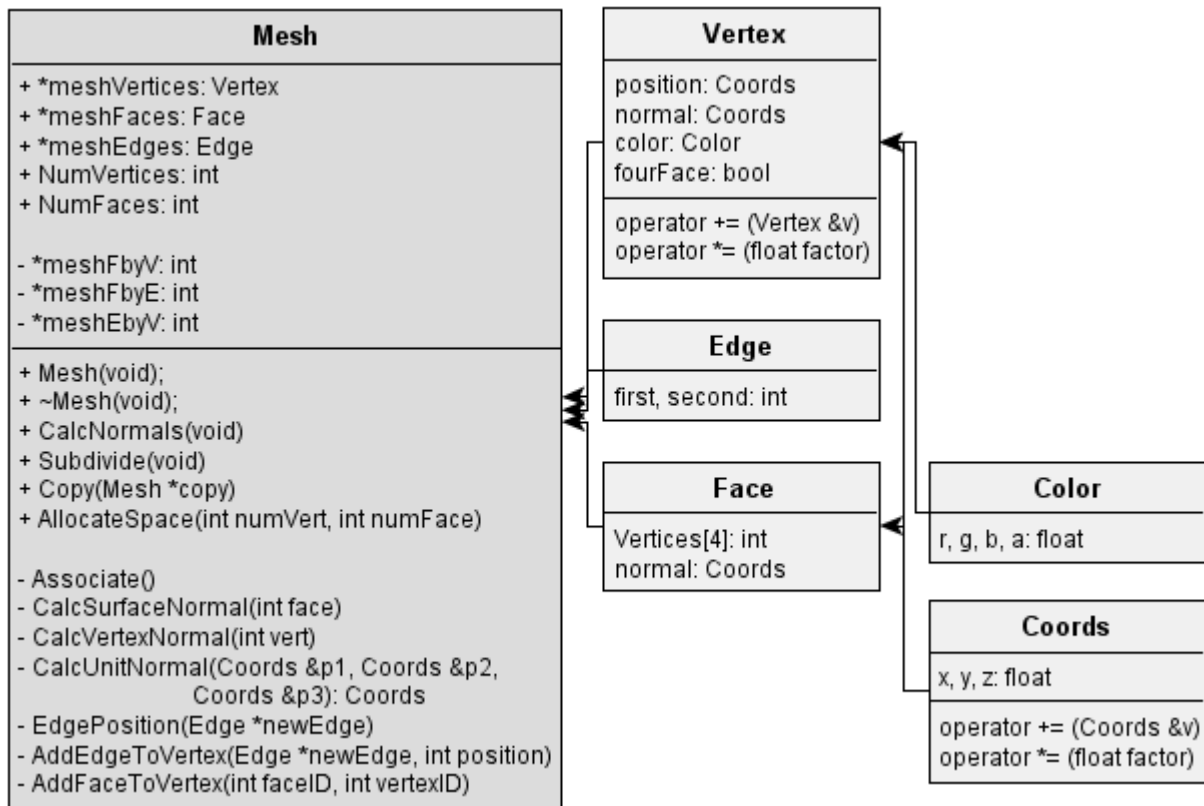 Mesh
+ *meshVertices: Vertex
+ *meshFaces: Face
+ *meshEdges: Edge
+ NumVertices: int
+ NumFaces: int
- *meshFbyV: int
- *meshFbyE: int
- *meshEbyV: int
+ Mesh(void);
+ ~Mesh(void);
+ CalcNormals(void)
+ Subdivide(void)
+ Copy(Mesh *copy)
+ AllocateSpace(int numVert, int numFace)
- Associate()
- CalcSurfaceNormal(int face)
- CalcVertexNormal(int vert)
- CalcUnitNormal(Coords &p1, Coords &p2,
Coords &p3): Coords
- EdgePosition(Edge *newEdge)
- AddEdgeToVertex(Edge *newEdge, int position)
- AddFaceToVertex(int faceID, int vertexID)
Vertex
position: Coords
normal: Coords
color: Color
fourFace: bool
operator += (Vertex &v)
operator *= (float factor)
Edge
first, second: int
Face
Vertices[4]: int
normal: Coords
Color
r, g, b, a: float
Coords
x, y, z: float
operator += (Coords &v)
operator *= (float factor)